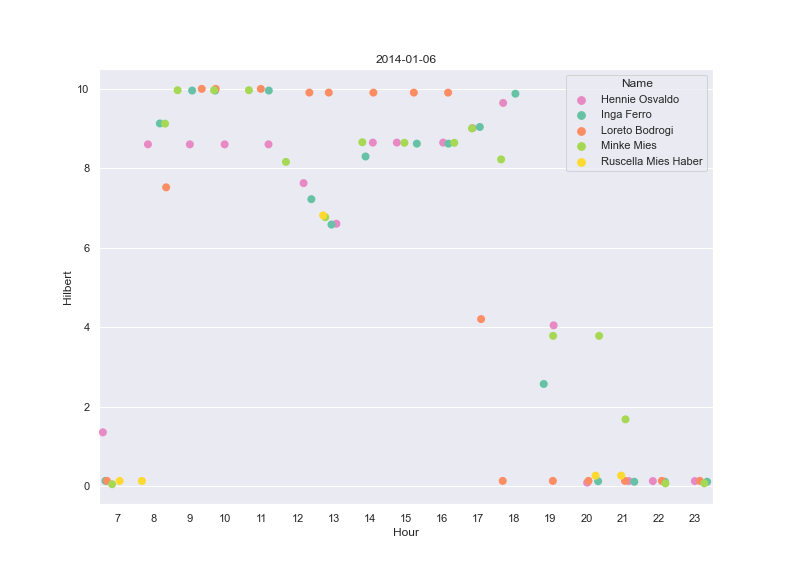 2014-01-06
Name
Hennie Osvaldo
Inga Ferro
Loreto Bodrogi
Minke Mies
Ruscella Mies Haber
10
8
6
4
2
0
Hilbert
7 8 9 10 11 12 13 14 15 16 17 18 19 20 21 22 23
Hour